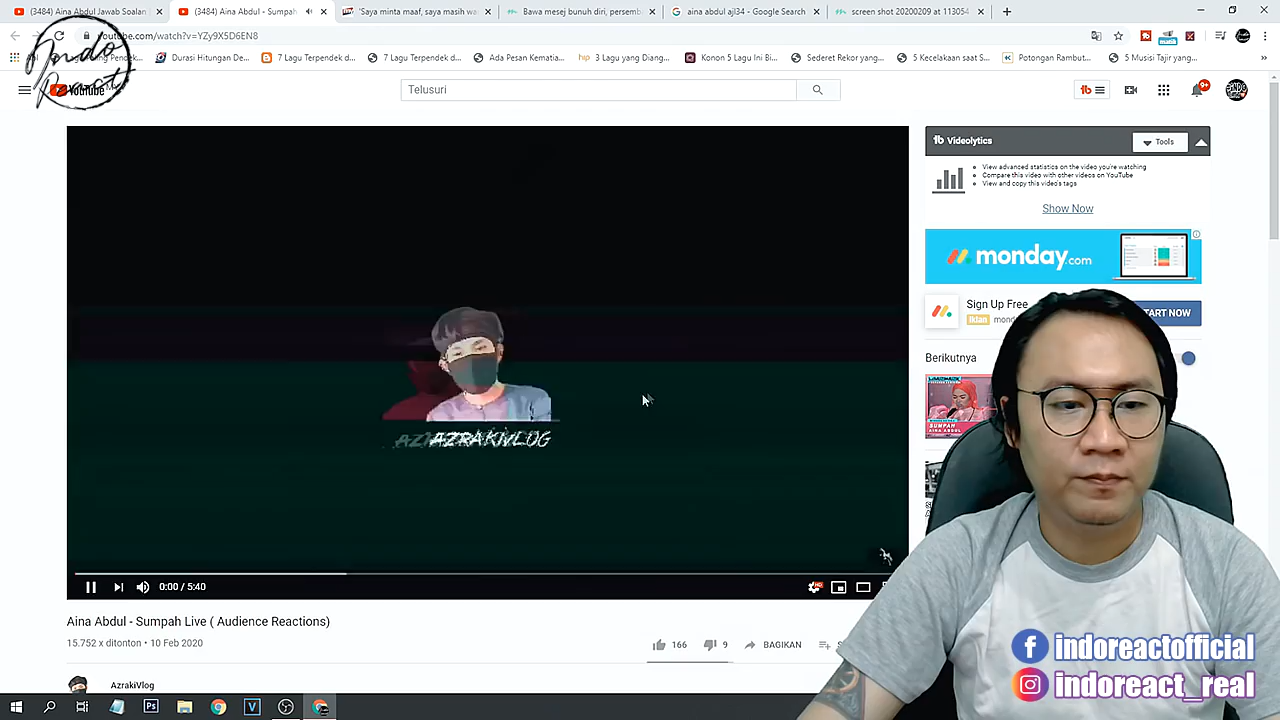 (3484) Aina Abdul Jawab Soalan
(3484) Aina Abdul - Sumpah
'Saya minta maaf, saya masih wa
Bawa mesej bunuh diri, persemb
aina abdul ajl34 - Google Sea
screen shot 20200209 at 113054
youtube.com/watch?v=YZy9X5D6EN8
Durasi Hitungan De...
7 Lagu Terpendek d...
7 Lagu Terpendek d...
Ada Pesan Kematia...
hip
3 Lagu yang Diang...
Konon 5 Lagu Ini Bi...
Sederet Rekor yang...
5 Kecelakaan saat S...
Potongan Rambut...
5 Musisi Tajir yang...
Indo
React
YouTube
Telusuri
9+
Videolytics
Tools
View advanced statistics on the video you're watching
Compare this video with other videos on YouTube
View and copy this video's tags
Show Now
monday.com
Sign Up Free
Iklan
START NOW
Berikutnya
SUMPAH
AINA ABDUL
AZRAKIVLOG
0:00 / 5:40
HD
Aina Abdul - Sumpah Live ( Audience Reactions)
15.752 x ditonton • 10 Feb 2020
166
9
BAGIKAN
AzrakiVlog
indoreactofficial
indoreact_real